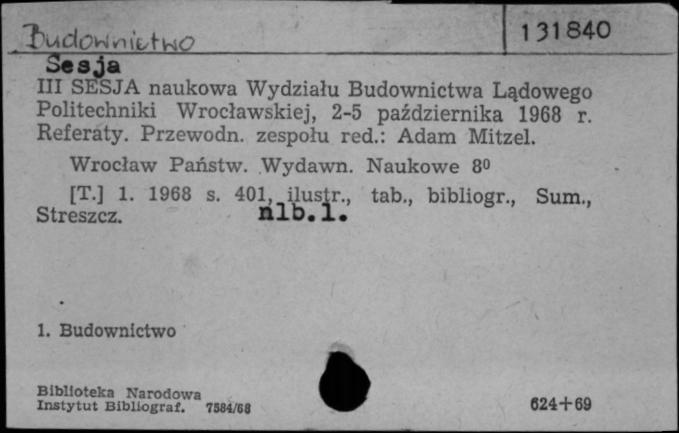 Budownictwo
131840
Sesja
III SESJA naukowa Wydziału Budownictwa Lądowego
Politechniki Wrocławskiej, 2-5 października 1968 r.
Referaty. Przewodn. zespołu red.: Adam Mitzel.
Wrocław Państw. Wydawn. Naukowe 8⁰
[T.] 1. 1968 s. 401, ilustr., tab., bibliogr., Sum.,
Streszcz. nlb.1.
1. Budownictwo
Biblioteka Narodowa
Instytut Bibliograf. 7584/68
624+69